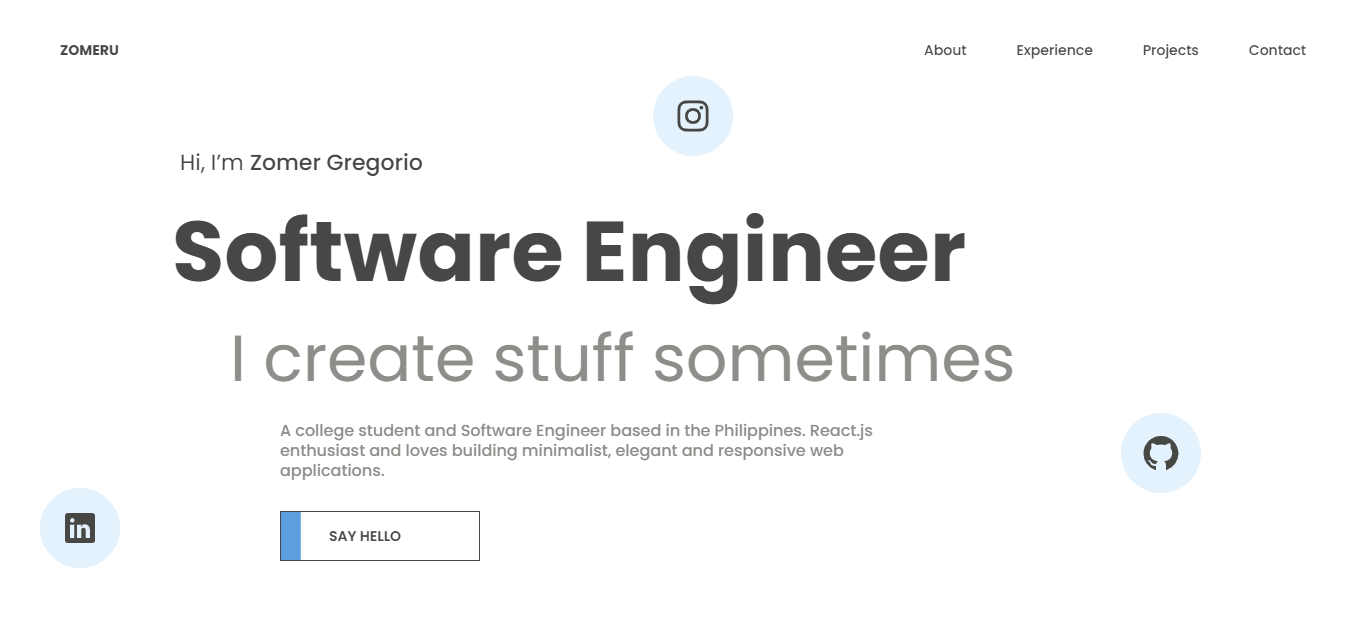 ZOMERU
About
Experience
Projects
Contact
Hi, I’m Zomer Gregorio
Software Engineer
I create stuff sometimes
A college student and Software Engineer based in the Philippines. React.js
enthusiast and loves building minimalist, elegant and responsive web
applications.
SAY HELLO
in